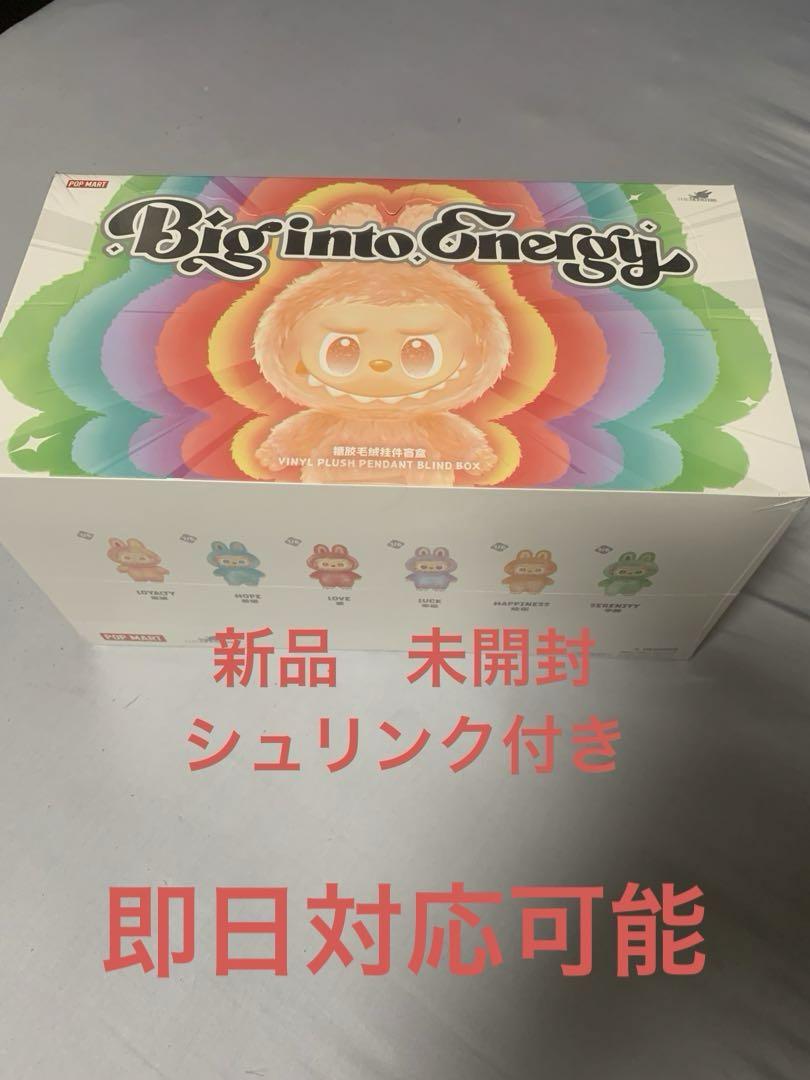 POP MART
Big into Energy
搪胶毛绒挂件盲盒
VINYL PLUSH PENDANT BLIND BOX
LOYALTY
HOPE
LOVE
LUCK
HAPPINESS
SERENITY
POP MART
新品　未開封
シュリンク付き
即日対応可能